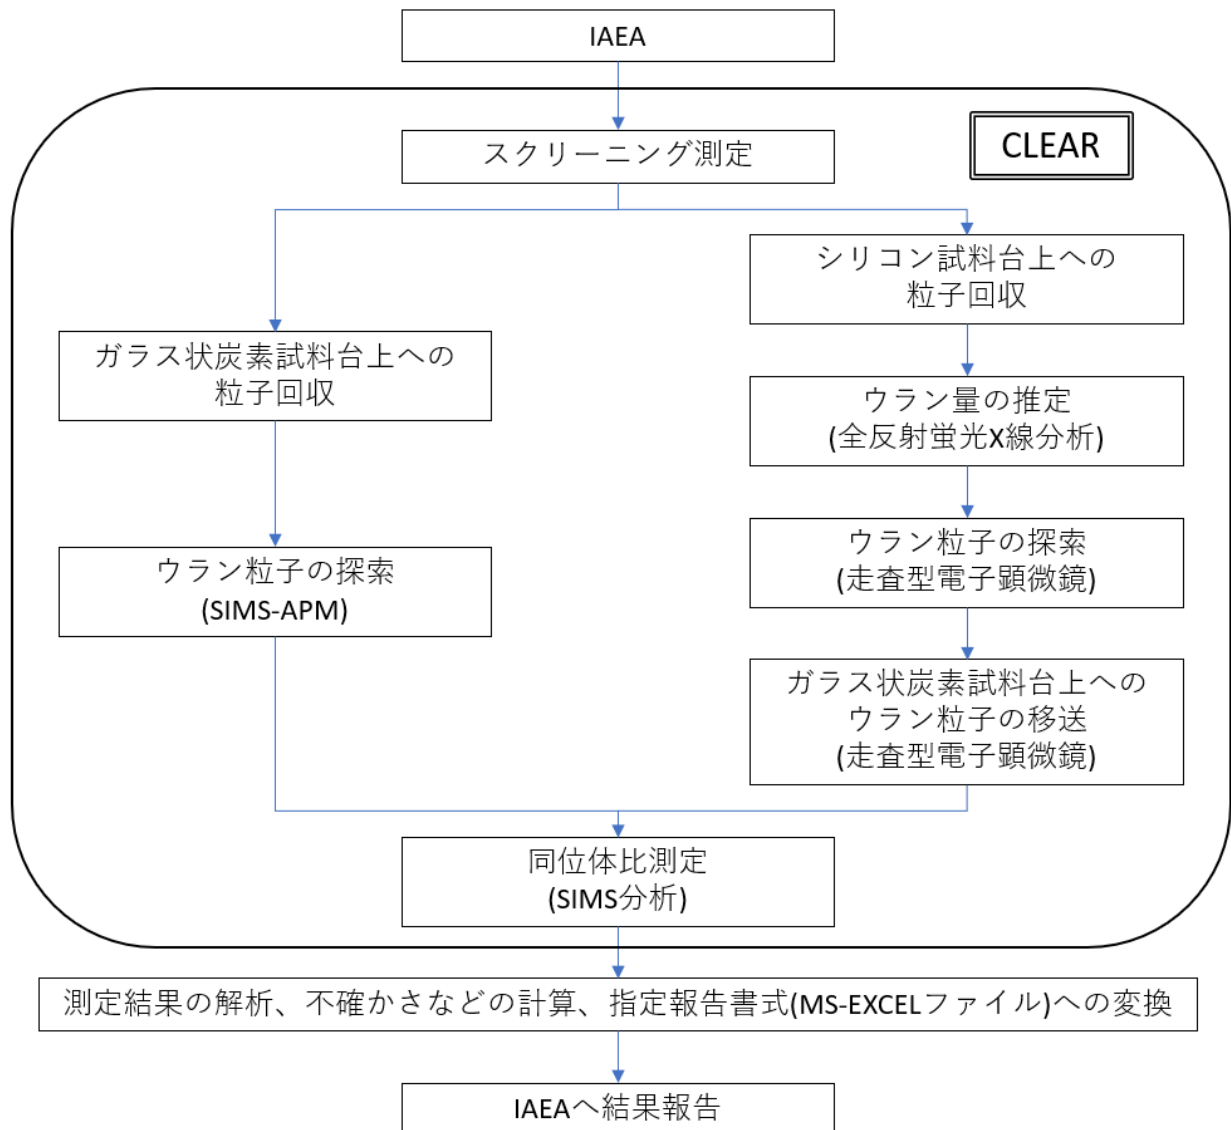 IAEA
CLEAR
スクリーニング測定
シリコン試料台上への
粒子回収
ガラス状炭素試料台上への
粒子回収
ウラン量の推定
(全反射蛍光X線分析)
ウラン粒子の探索
(走査型電子顕微鏡)
ウラン粒子の探索
(SIMS-APM)
ガラス状炭素試料台上への
ウラン粒子の移送
(走査型電子顕微鏡)
同位体比測定
(SIMS分析)
測定結果の解析、不確かさなどの計算、指定報告書式(MS-EXCELファイル)への変換
IAEAへ結果報告